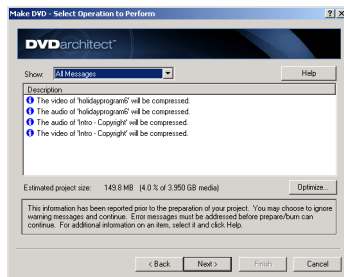 Make DVD - Select Operation to Perform
DVDarchitect™
Show: All Messages Help
Description
The video of 'holidayprogram6' will be compressed.
The audio of 'holidayprogram6' will be compressed.
The audio of 'Intro - Copyright' will be compressed.
The video of 'Intro - Copyright' will be compressed.
Estimated project size: 149.8 MB (4.0 % of 3.950 GB media) Optimize...
This information has been reported prior to the preparation of your project. You may choose to ignore
warning messages and continue. Error messages must be addressed before prepare/burn can
continue. For additional information on an item, select it and click Help.
< Back Next > Finish Cancel